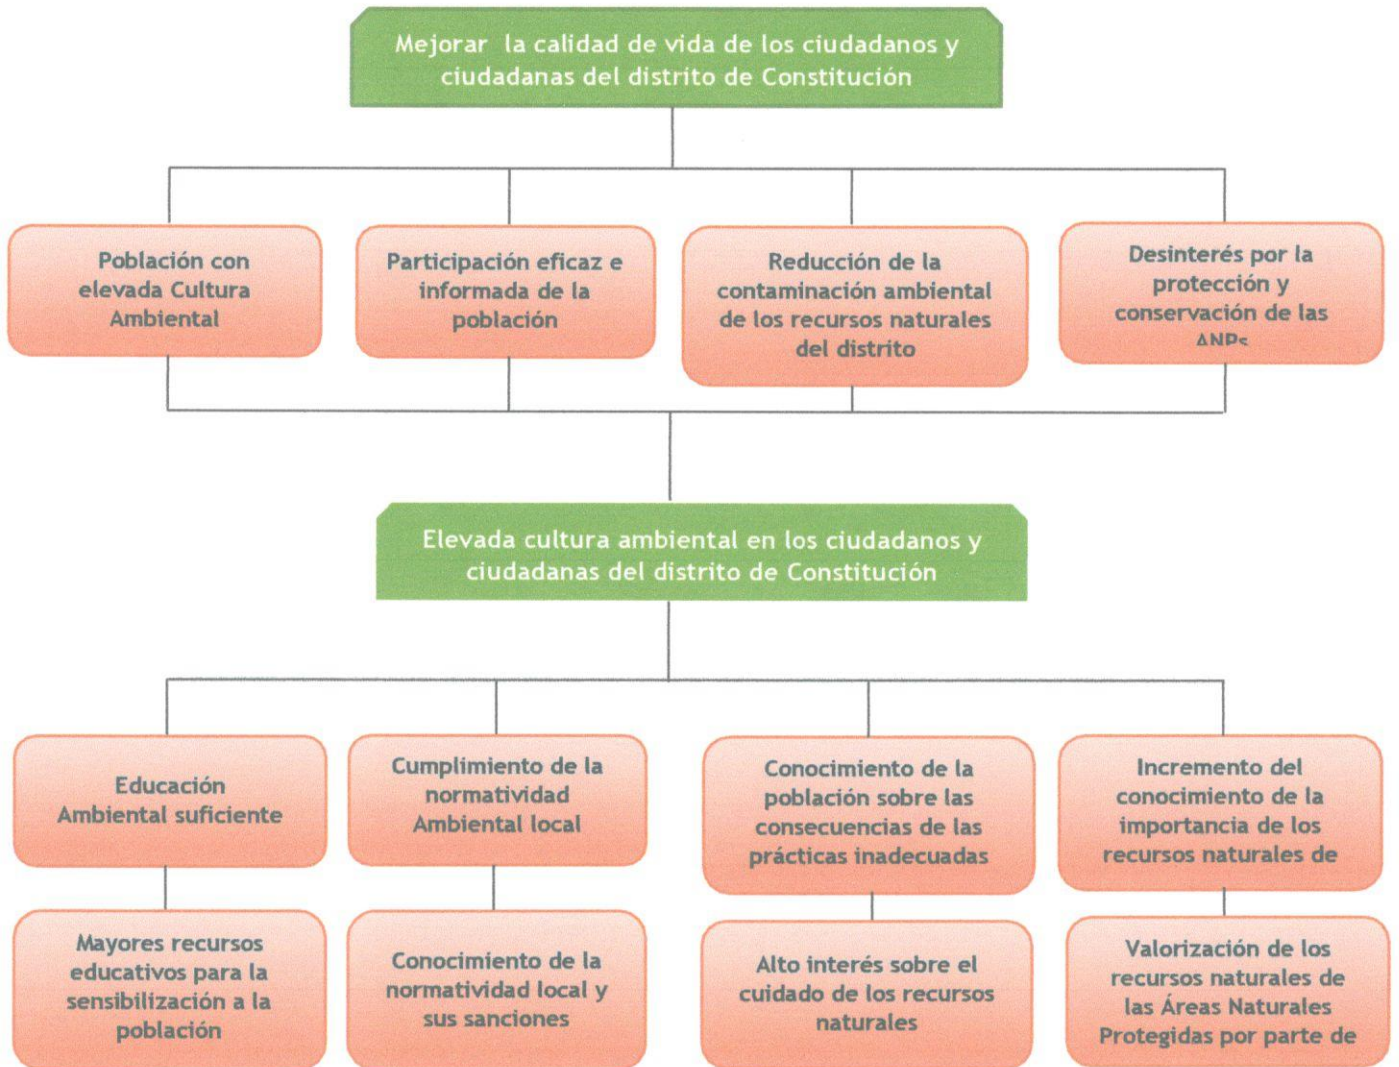 Mejorar la calidad de vida de los ciudadanos y
ciudadanas del distrito de Constitución
Población con
elevada Cultura
Ambiental
Participación eficaz e
informada de la
población
Reducción de la
contaminación ambiental
de los recursos naturales
del distrito
Desinterés por la
protección y
conservación de las
ANPs
Elevada cultura ambiental en los ciudadanos y
ciudadanas del distrito de Constitución
Educación
Ambiental suficiente
Cumplimiento de la
normatividad
Ambiental local
Conocimiento de la
población sobre las
consecuencias de las
prácticas inadecuadas
Incremento del
conocimiento de la
importancia de los
recursos naturales de
Mayores recursos
educativos para la
sensibilización a la
población
Conocimiento de la
normatividad local y
sus sanciones
Alto interés sobre el
cuidado de los recursos
naturales
Valorización de los
recursos naturales de
las Áreas Naturales
Protegidas por parte de